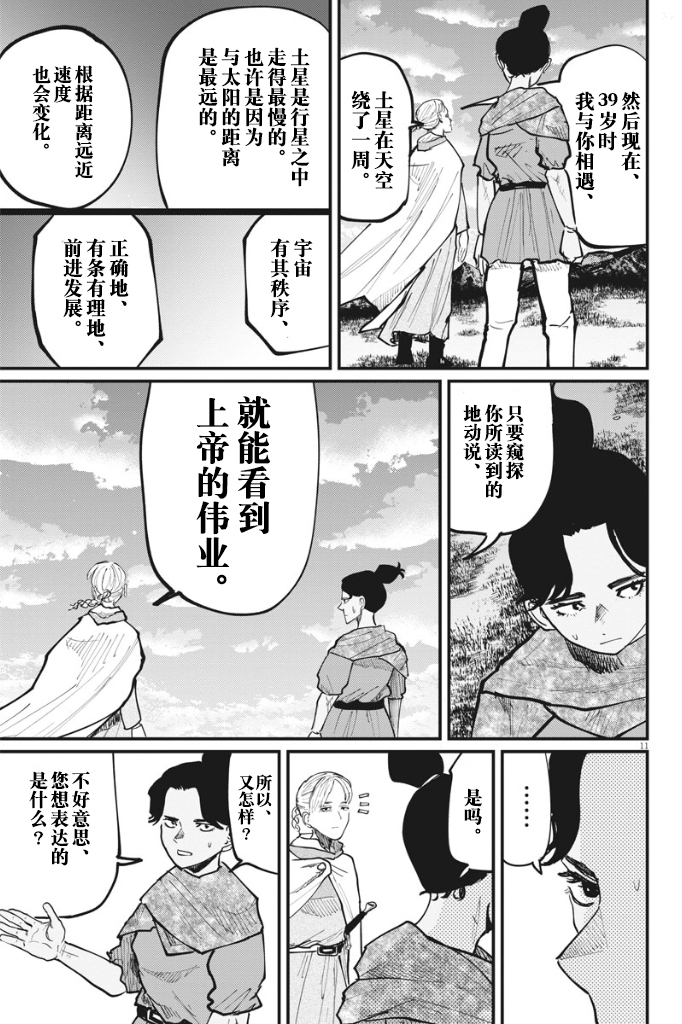 然后现在、
39岁时
我与你相遇、
土星在天空
绕了一周。
土星是行星之中
走得最慢的。
也许是因为
与太阳的距离
是最远的。
根据距离远近
速度
也会变化。
宇宙
有其秩序、
正确地、
有条有理地、
前进发展。
只要窥探
你所读到的
地动说、
就能看到
上帝的伟业。
11
……
是吗。
所以、
又怎样？
不好意思、
您想表达的
是什么？